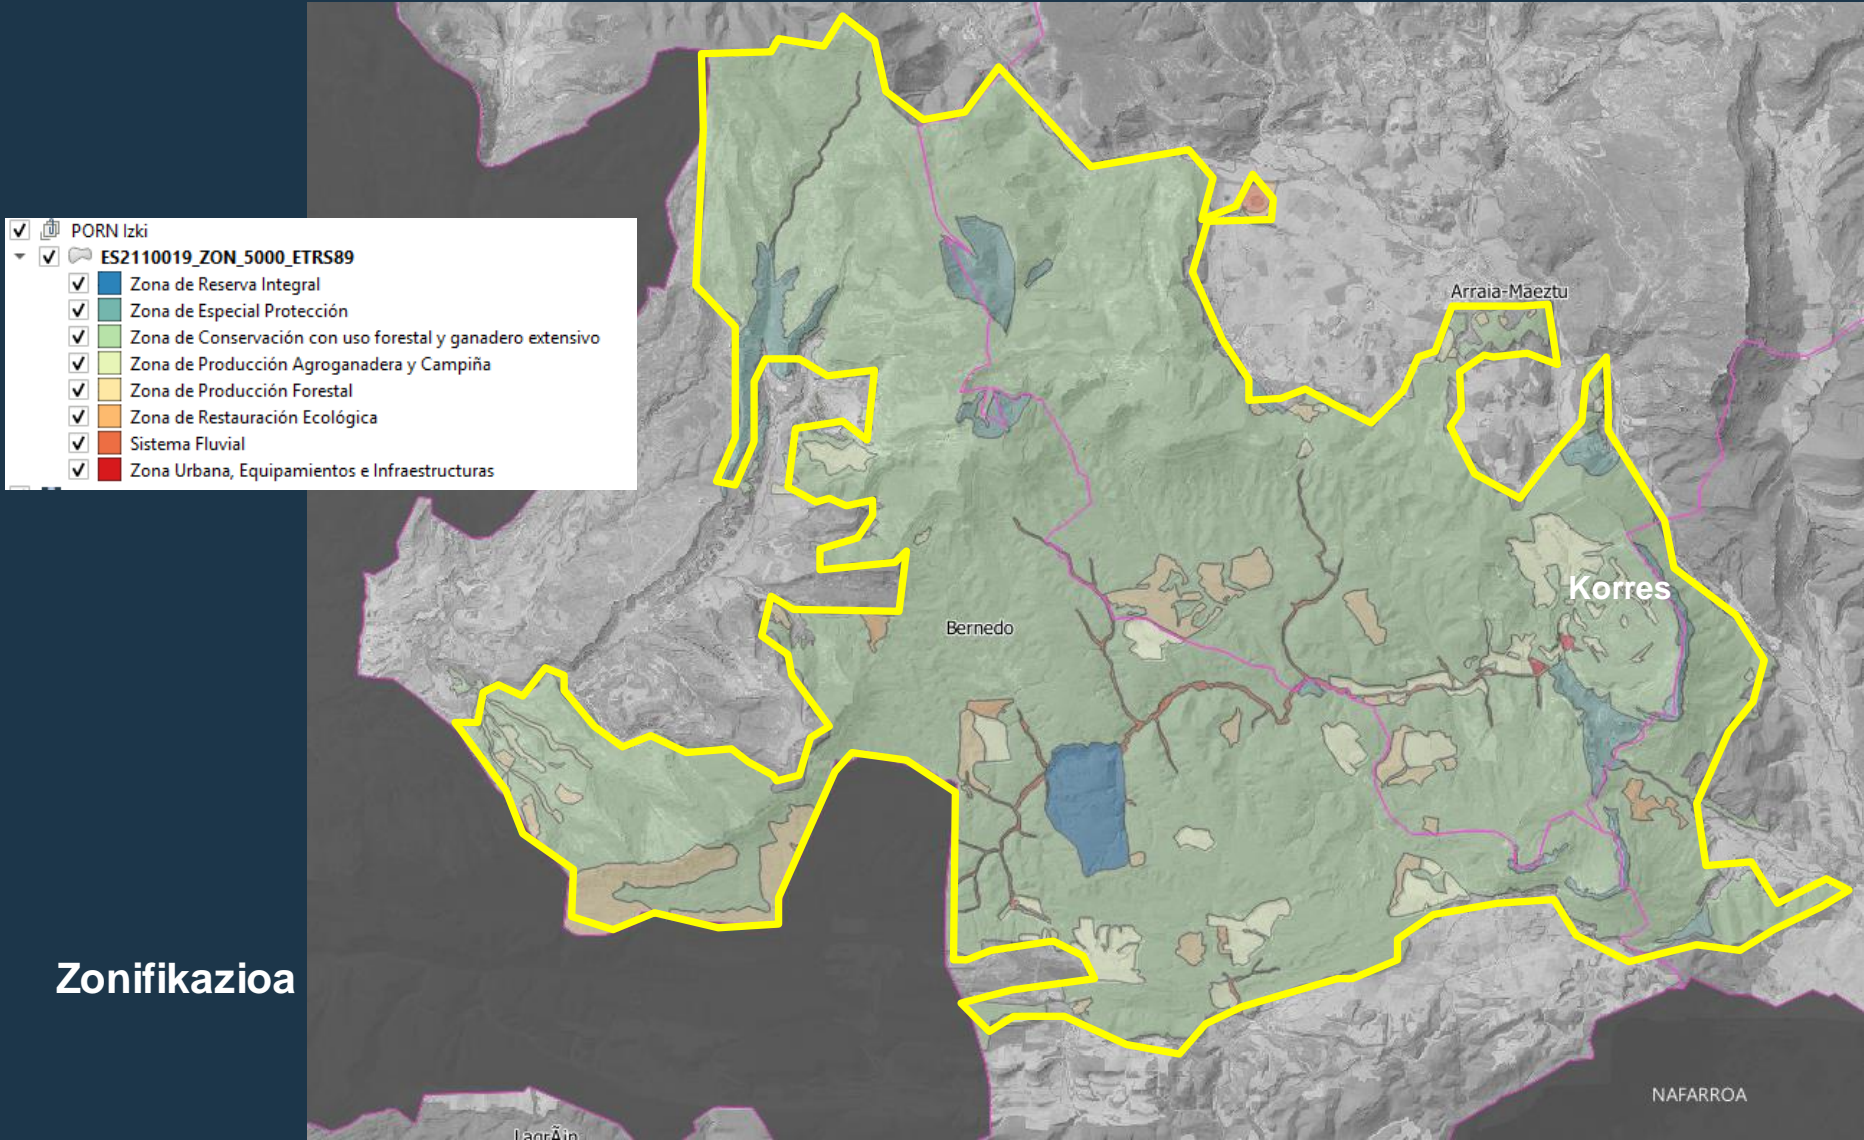 PORN Izki
ES2110019_ZON_5000_ETRS89
Zona de Reserva Integral
Zona de Especial Protección
Zona de Conservación con uso forestal y ganadero extensivo
Zona de Producción Agroganadera y Campiña
Zona de Producción Forestal
Zona de Restauración Ecológica
Sistema Fluvial
Zona Urbana, Equipamientos e Infraestructuras
Arraia-Maeztu
Korres
Bernedo
Zonifikazioa
NAFARROA
LagrÃ¡n